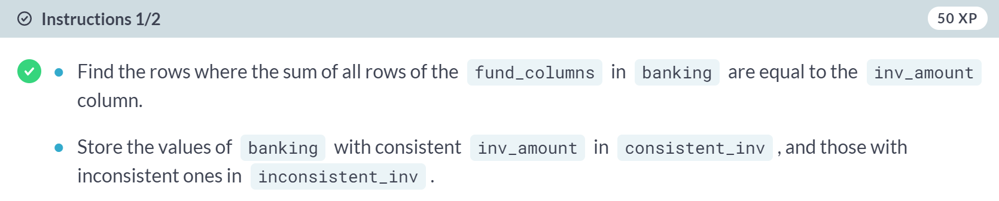 Instructions 1/2
50 XP
Find the rows where the sum of all rows of the fund_columns in banking are equal to the inv_amount
column.
Store the values of banking with consistent inv_amount in consistent_inv , and those with
inconsistent ones in inconsistent_inv .